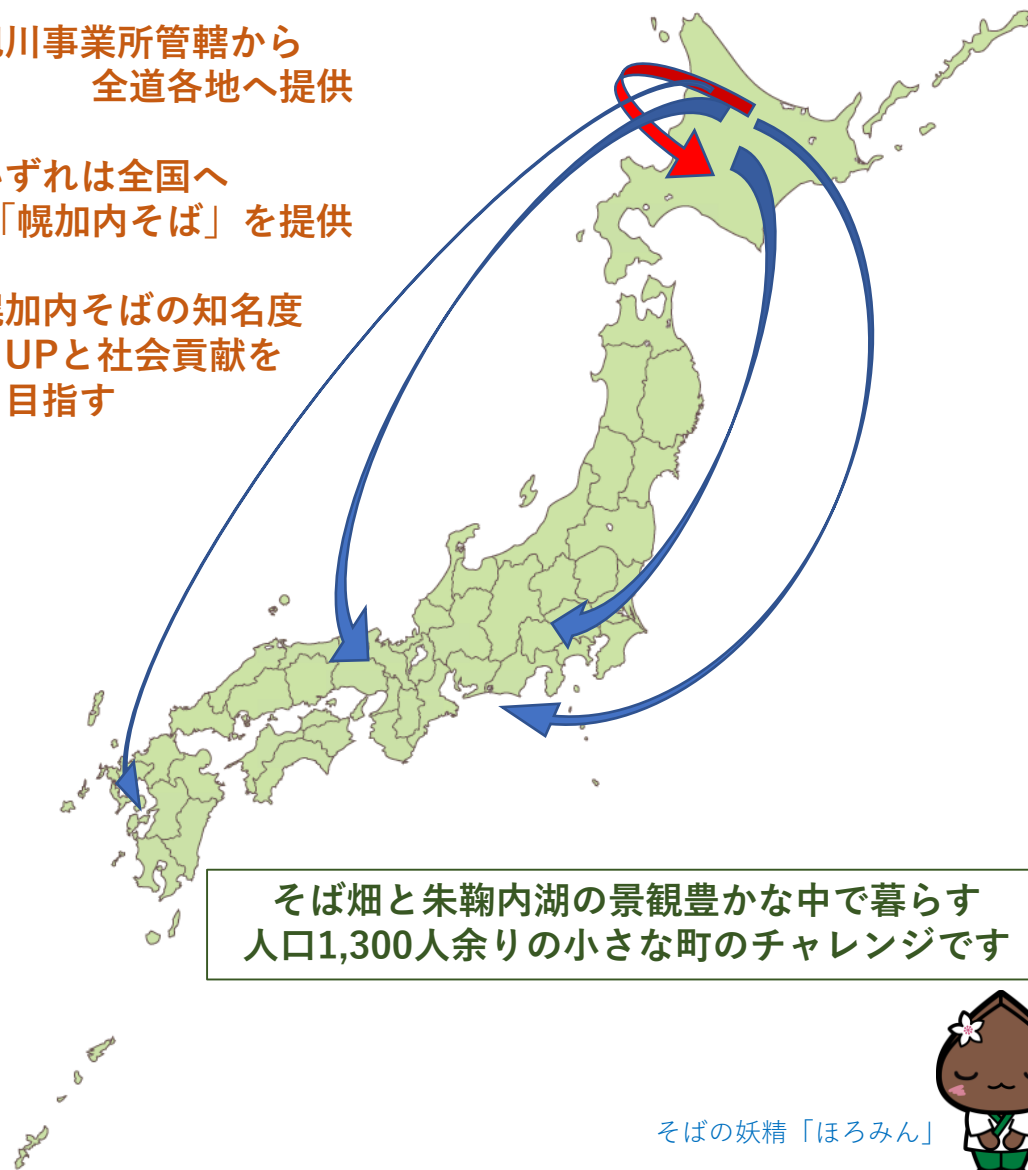 川事業所管轄から
全道各地へ提供
ずれは全国へ
「幌加内そば」を提供
加内そばの知名度
UPと社会貢献を
目指す
そば畑と朱鞠内湖の景観豊かな中で暮らす
人口1,300人余りの小さな町のチャレンジです
そばの妖精「ほろみん」